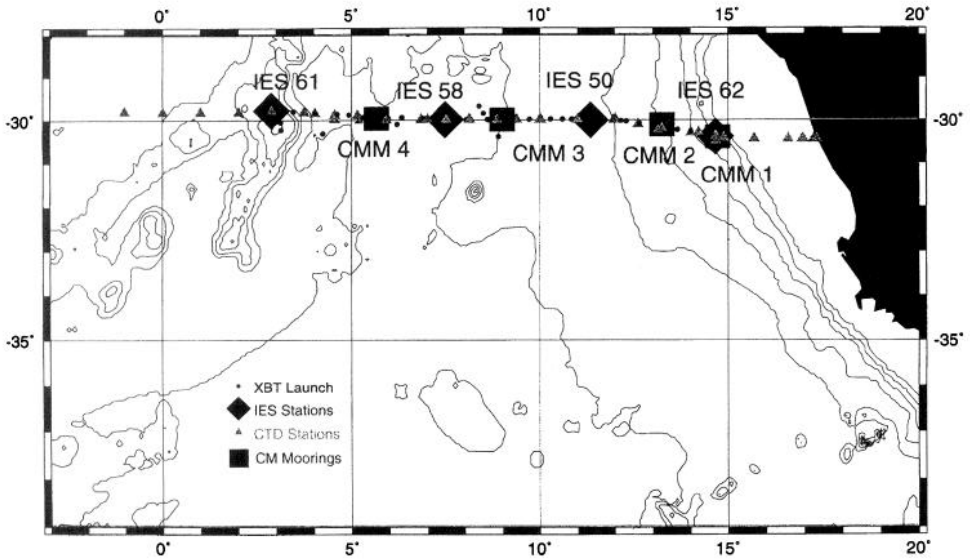 0° 5° 10° 15° 20°
IES 61 IES 58 IES 50 IES 62
-30° -30°
CMM 4 CMM 3 CMM 2 CMM 1
-35° -35°
XBT Launch
IES Stations
CTD Stations
CM Moorings
0° 5° 10° 15° 20°